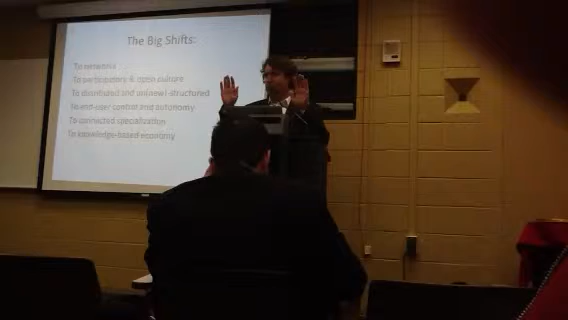 The Big Shifts:
To networks
To participatory & open culture
To distributed and unlevel-structured
To end-user control and autonomy
To connected specialization
To knowledge-based economy